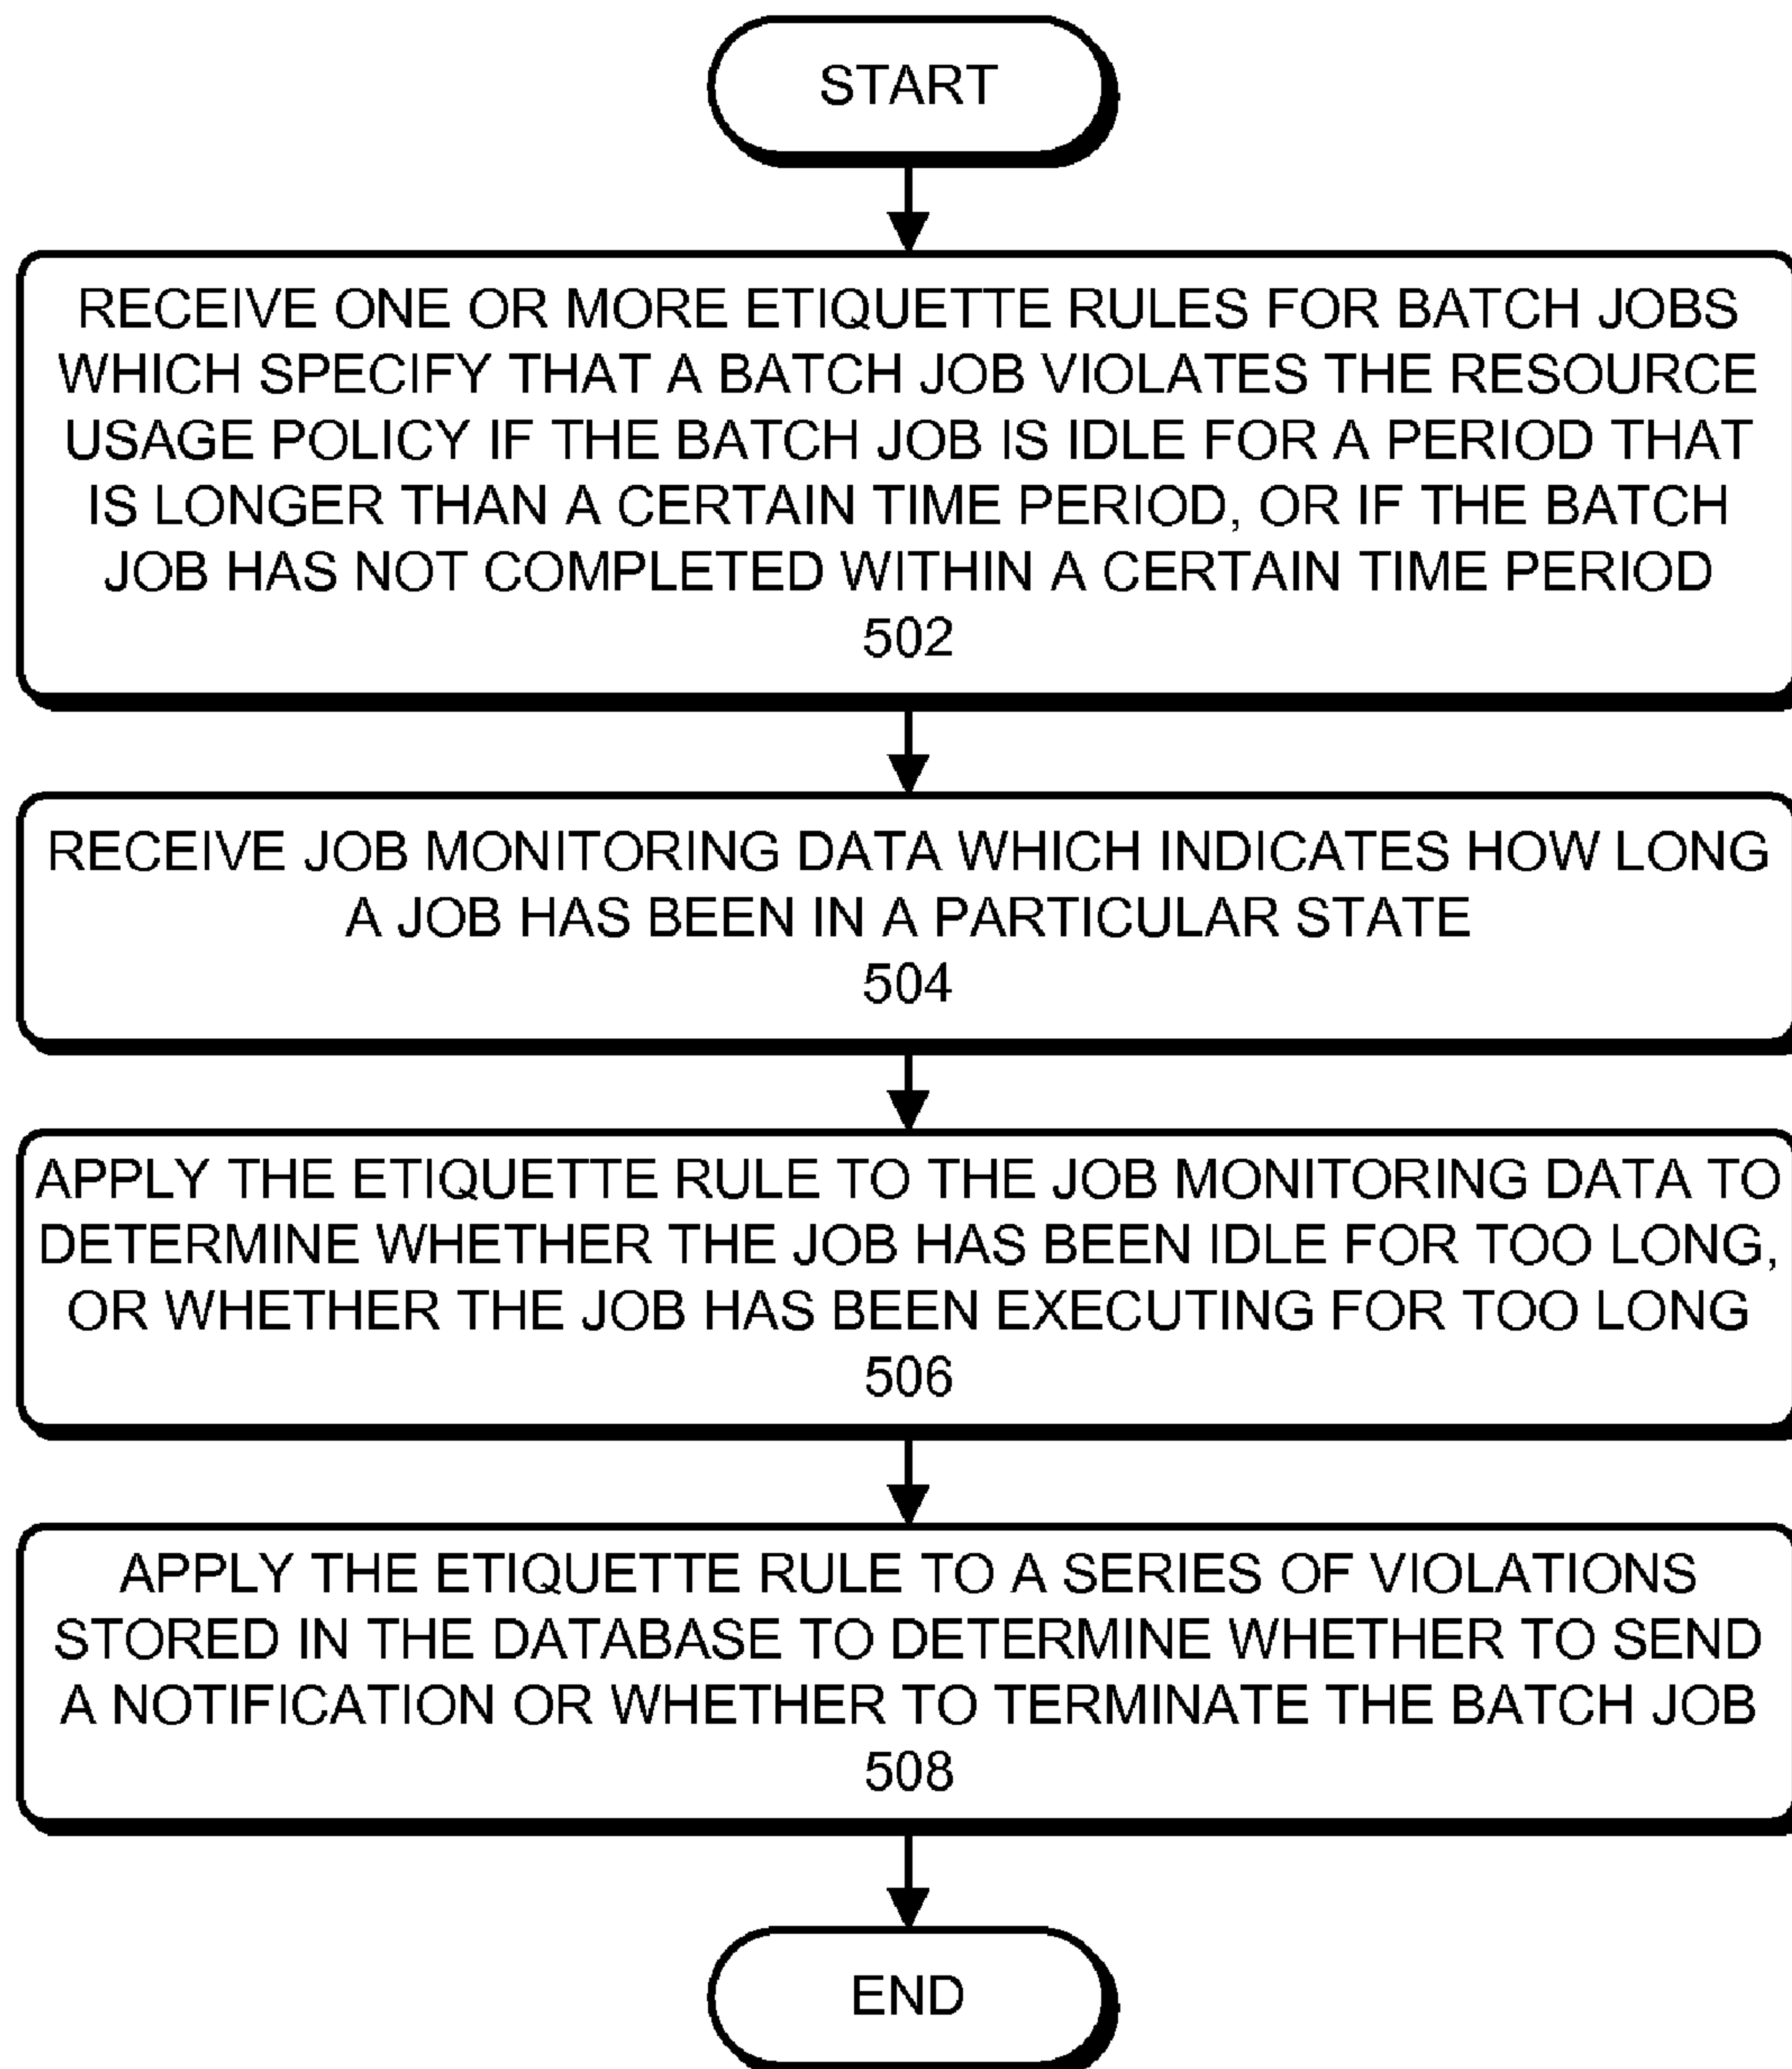 START
RECEIVE ONE OR MORE ETIQUETTE RULES FOR BATCH JOBS
WHICH SPECIFY THAT A BATCH JOB VIOLATES THE RESOURCE
USAGE POLICY IF THE BATCH JOB IS IDLE FOR A PERIOD THAT
IS LONGER THAN A CERTAIN TIME PERIOD, OR IF THE BATCH
JOB HAS NOT COMPLETED WITHIN A CERTAIN TIME PERIOD
502
RECEIVE JOB MONITORING DATA WHICH INDICATES HOW LONG
A JOB HAS BEEN IN A PARTICULAR STATE
504
APPLY THE ETIQUETTE RULE TO THE JOB MONITORING DATA TO
DETERMINE WHETHER THE JOB HAS BEEN IDLE FOR TOO LONG,
OR WHETHER THE JOB HAS BEEN EXECUTING FOR TOO LONG
506
APPLY THE ETIQUETTE RULE TO A SERIES OF VIOLATIONS
STORED IN THE DATABASE TO DETERMINE WHETHER TO SEND
A NOTIFICATION OR WHETHER TO TERMINATE THE BATCH JOB
508
END